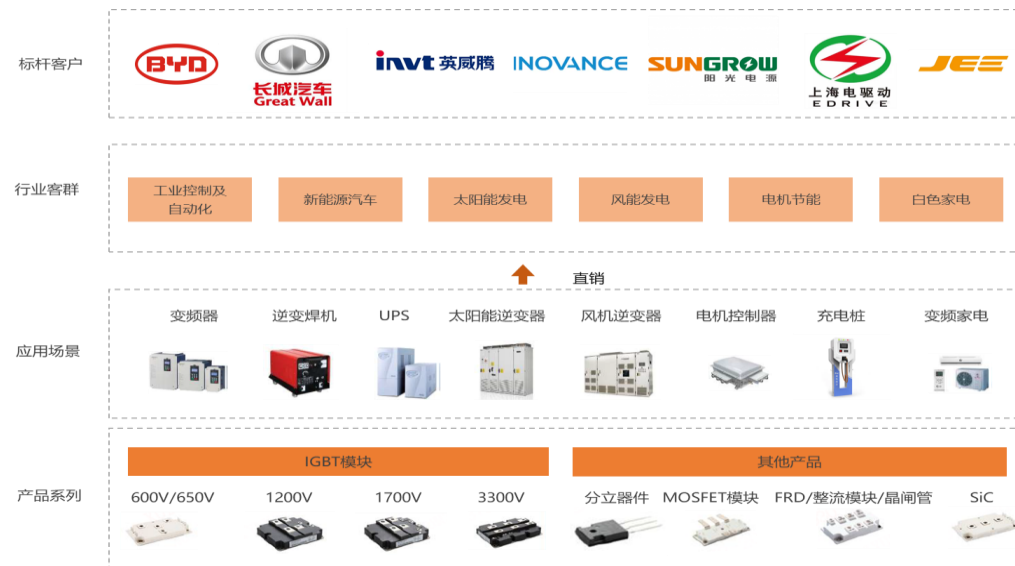 标杆客户
BYD
长城汽车
Great Wall
invt 英威腾
INOVANCE
SUNGROW
阳光电源
上海电驱动
EDRIVE
JEE
行业客群
工业控制及
自动化
新能源汽车
太阳能发电
风能发电
电机节能
白色家电
直销
应用场景
变频器
逆变焊机
UPS
太阳能逆变器
风机逆变器
电机控制器
充电桩
变频家电
产品系列
IGBT模块
其他产品
600V/650V
1200V
1700V
3300V
分立器件
MOSFET模块
FRD/整流模块/晶闸管
SiC